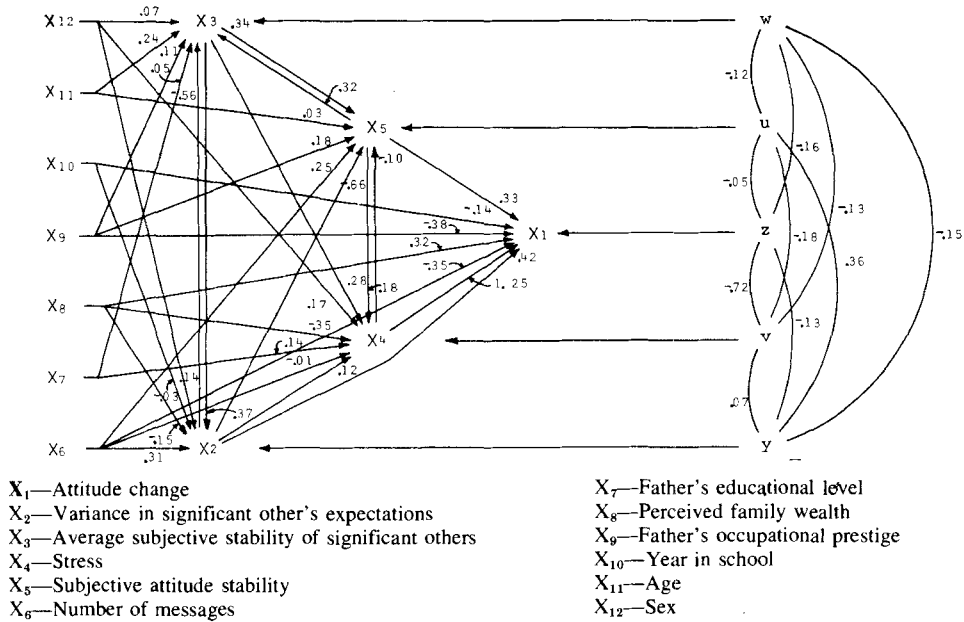 X12
.07
X3
.34
w
.24
.11
.05
-.56
.32
-.12
X11
.03
X5
u
.18
-.10
X10
.25
-.66
-.16
-.05
.33
-.14
-.13
X9
-.38
X1
z
-.18
-.15
.32
-.35
.42
.36
.28
.18
1.25
-.72
X8
.17
-.35
X4
v
.14
-.01
-.13
X7
.12
.14
-.03
.37
.07
-.15
X6
.31
X2
y
X1—Attitude change
X2—Variance in significant other's expectations
X3—Average subjective stability of significant others
X4—Stress
X5—Subjective attitude stability
X6—Number of messages
X7—Father's educational level
X8—Perceived family wealth
X9—Father's occupational prestige
X10—Year in school
X11—Age
X12—Sex